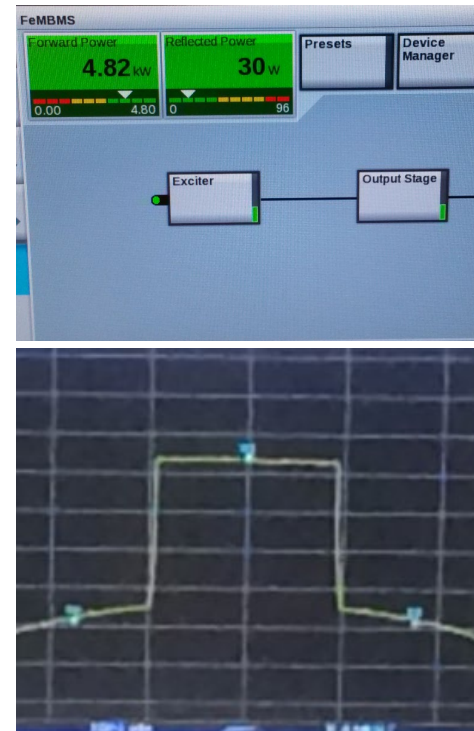 FeMBMS
Forward Power
4.82 kW
0.00 4.80
Reflected Power
30 W
0 96
Presets
Device
Manager
Exciter
Output Stage